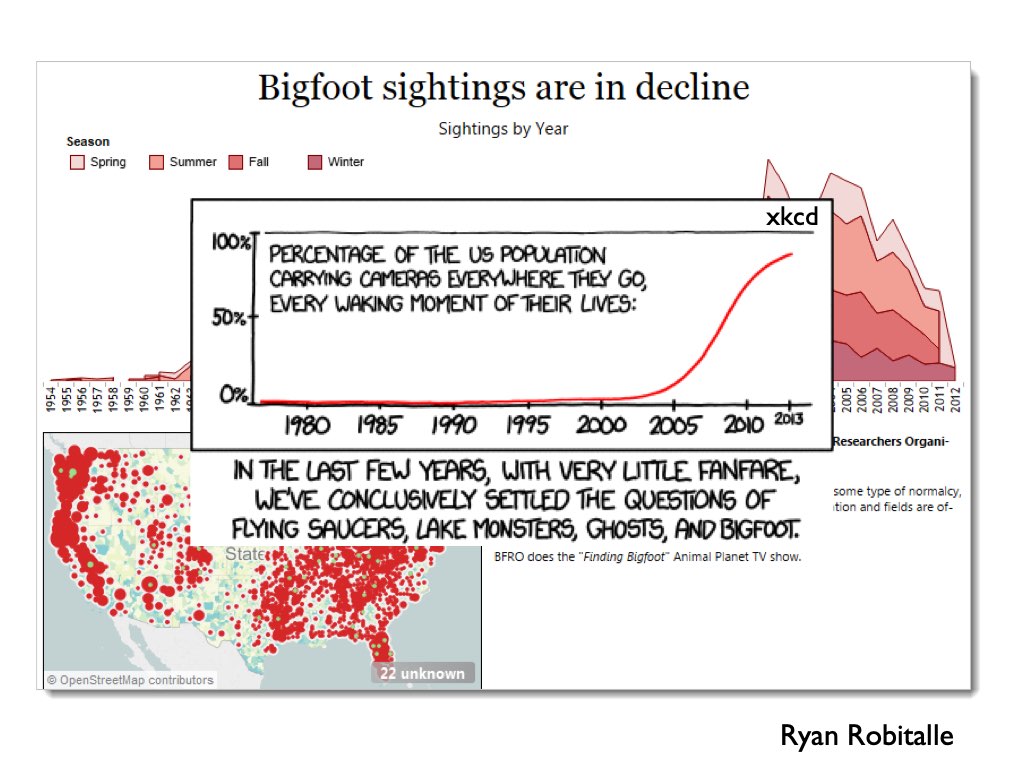 Bigfoot sightings are in decline
Sightings by Year
Season
Spring Summer Fall Winter
xkcd
100%
PERCENTAGE OF THE US POPULATION
CARRYING CAMERAS EVERYWHERE THEY GO,
EVERY WAKING MOMENT OF THEIR LIVES:
50%
0%
1980 1985 1990 1995 2000 2005 2010 2013
1954 1955 1956 1957 1958 1959 1960 1961 1962 2005 2006 2007 2008 2009 2010 2011 2012
Researchers Organi-
IN THE LAST FEW YEARS, WITH VERY LITTLE FANFARE,
WE'VE CONCLUSIVELY SETTLED THE QUESTIONS OF
FLYING SAUCERS, LAKE MONSTERS, GHOSTS, AND BIGFOOT.
some type of normalcy,
tion and fields are of-
State
BFRO does the "Finding Bigfoot" Animal Planet TV show.
22 unknown
© OpenStreetMap contributors
Ryan Robitalle